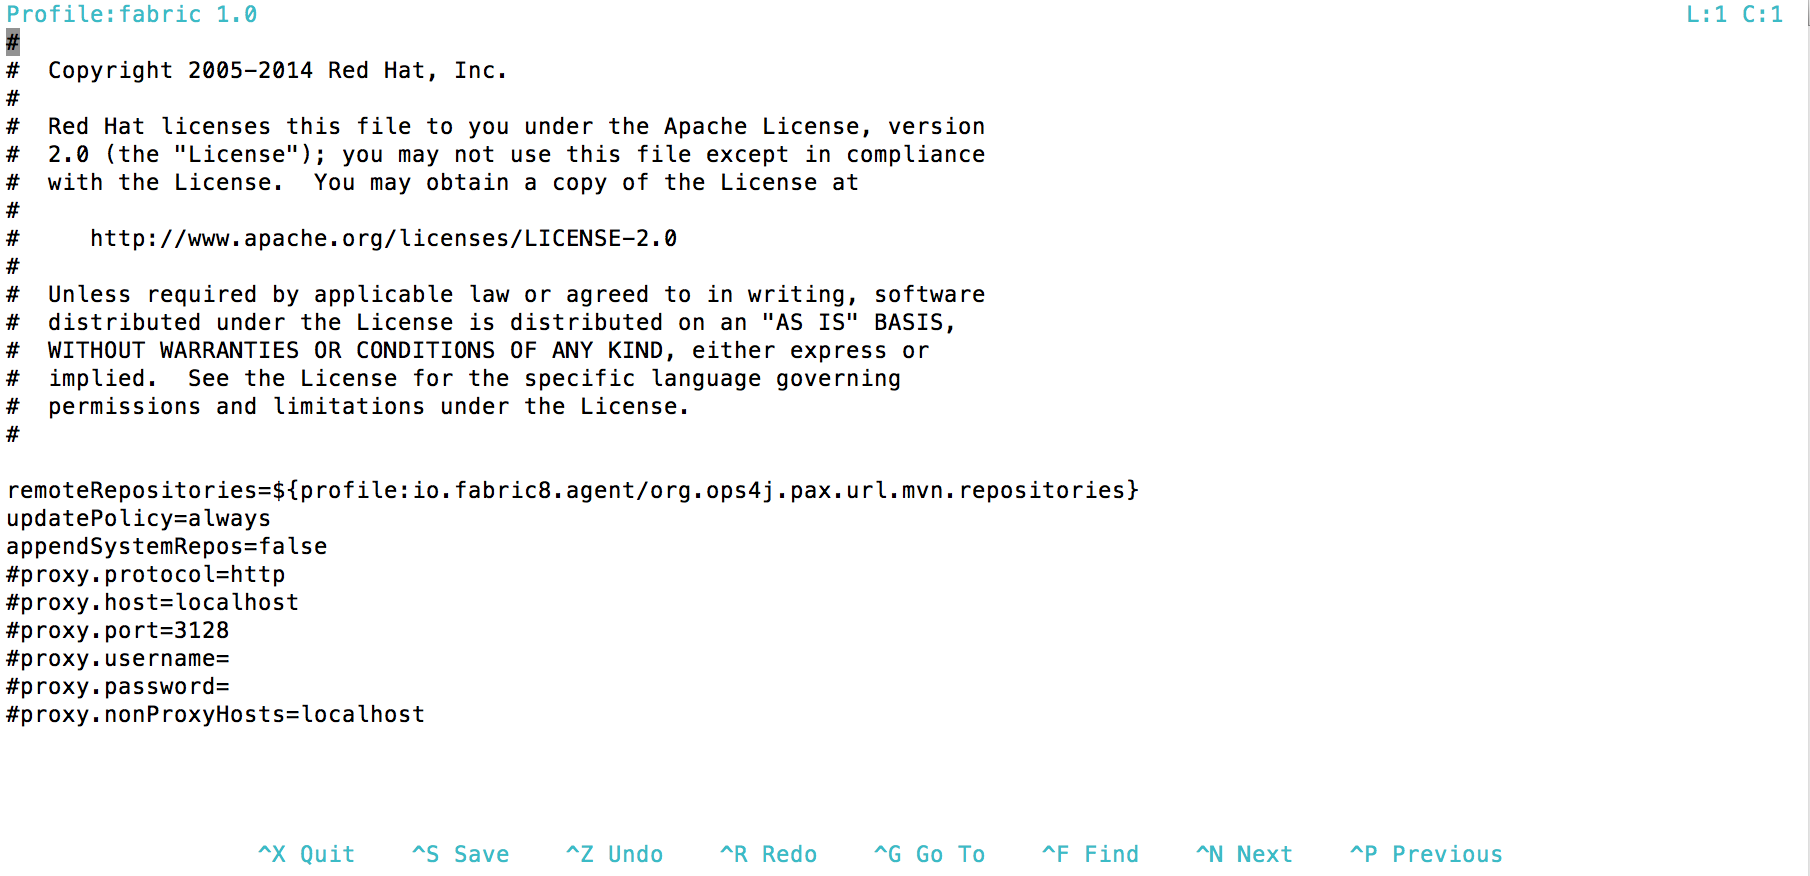 Profile:fabric 1.0 L:1 C:1
#
#  Copyright 2005-2014 Red Hat, Inc.
#
#  Red Hat licenses this file to you under the Apache License, version
#  2.0 (the "License"); you may not use this file except in compliance
#  with the License.  You may obtain a copy of the License at
#
#     http://www.apache.org/licenses/LICENSE-2.0
#
#  Unless required by applicable law or agreed to in writing, software
#  distributed under the License is distributed on an "AS IS" BASIS,
#  WITHOUT WARRANTIES OR CONDITIONS OF ANY KIND, either express or
#  implied.  See the License for the specific language governing
#  permissions and limitations under the License.
#

remoteRepositories=${profile:io.fabric8.agent/org.ops4j.pax.url.mvn.repositories}
updatePolicy=always
appendSystemRepos=false
#proxy.protocol=http
#proxy.host=localhost
#proxy.port=3128
#proxy.username=
#proxy.password=
#proxy.nonProxyHosts=localhost

^X Quit    ^S Save    ^Z Undo    ^R Redo    ^G Go To    ^F Find    ^N Next    ^P Previous